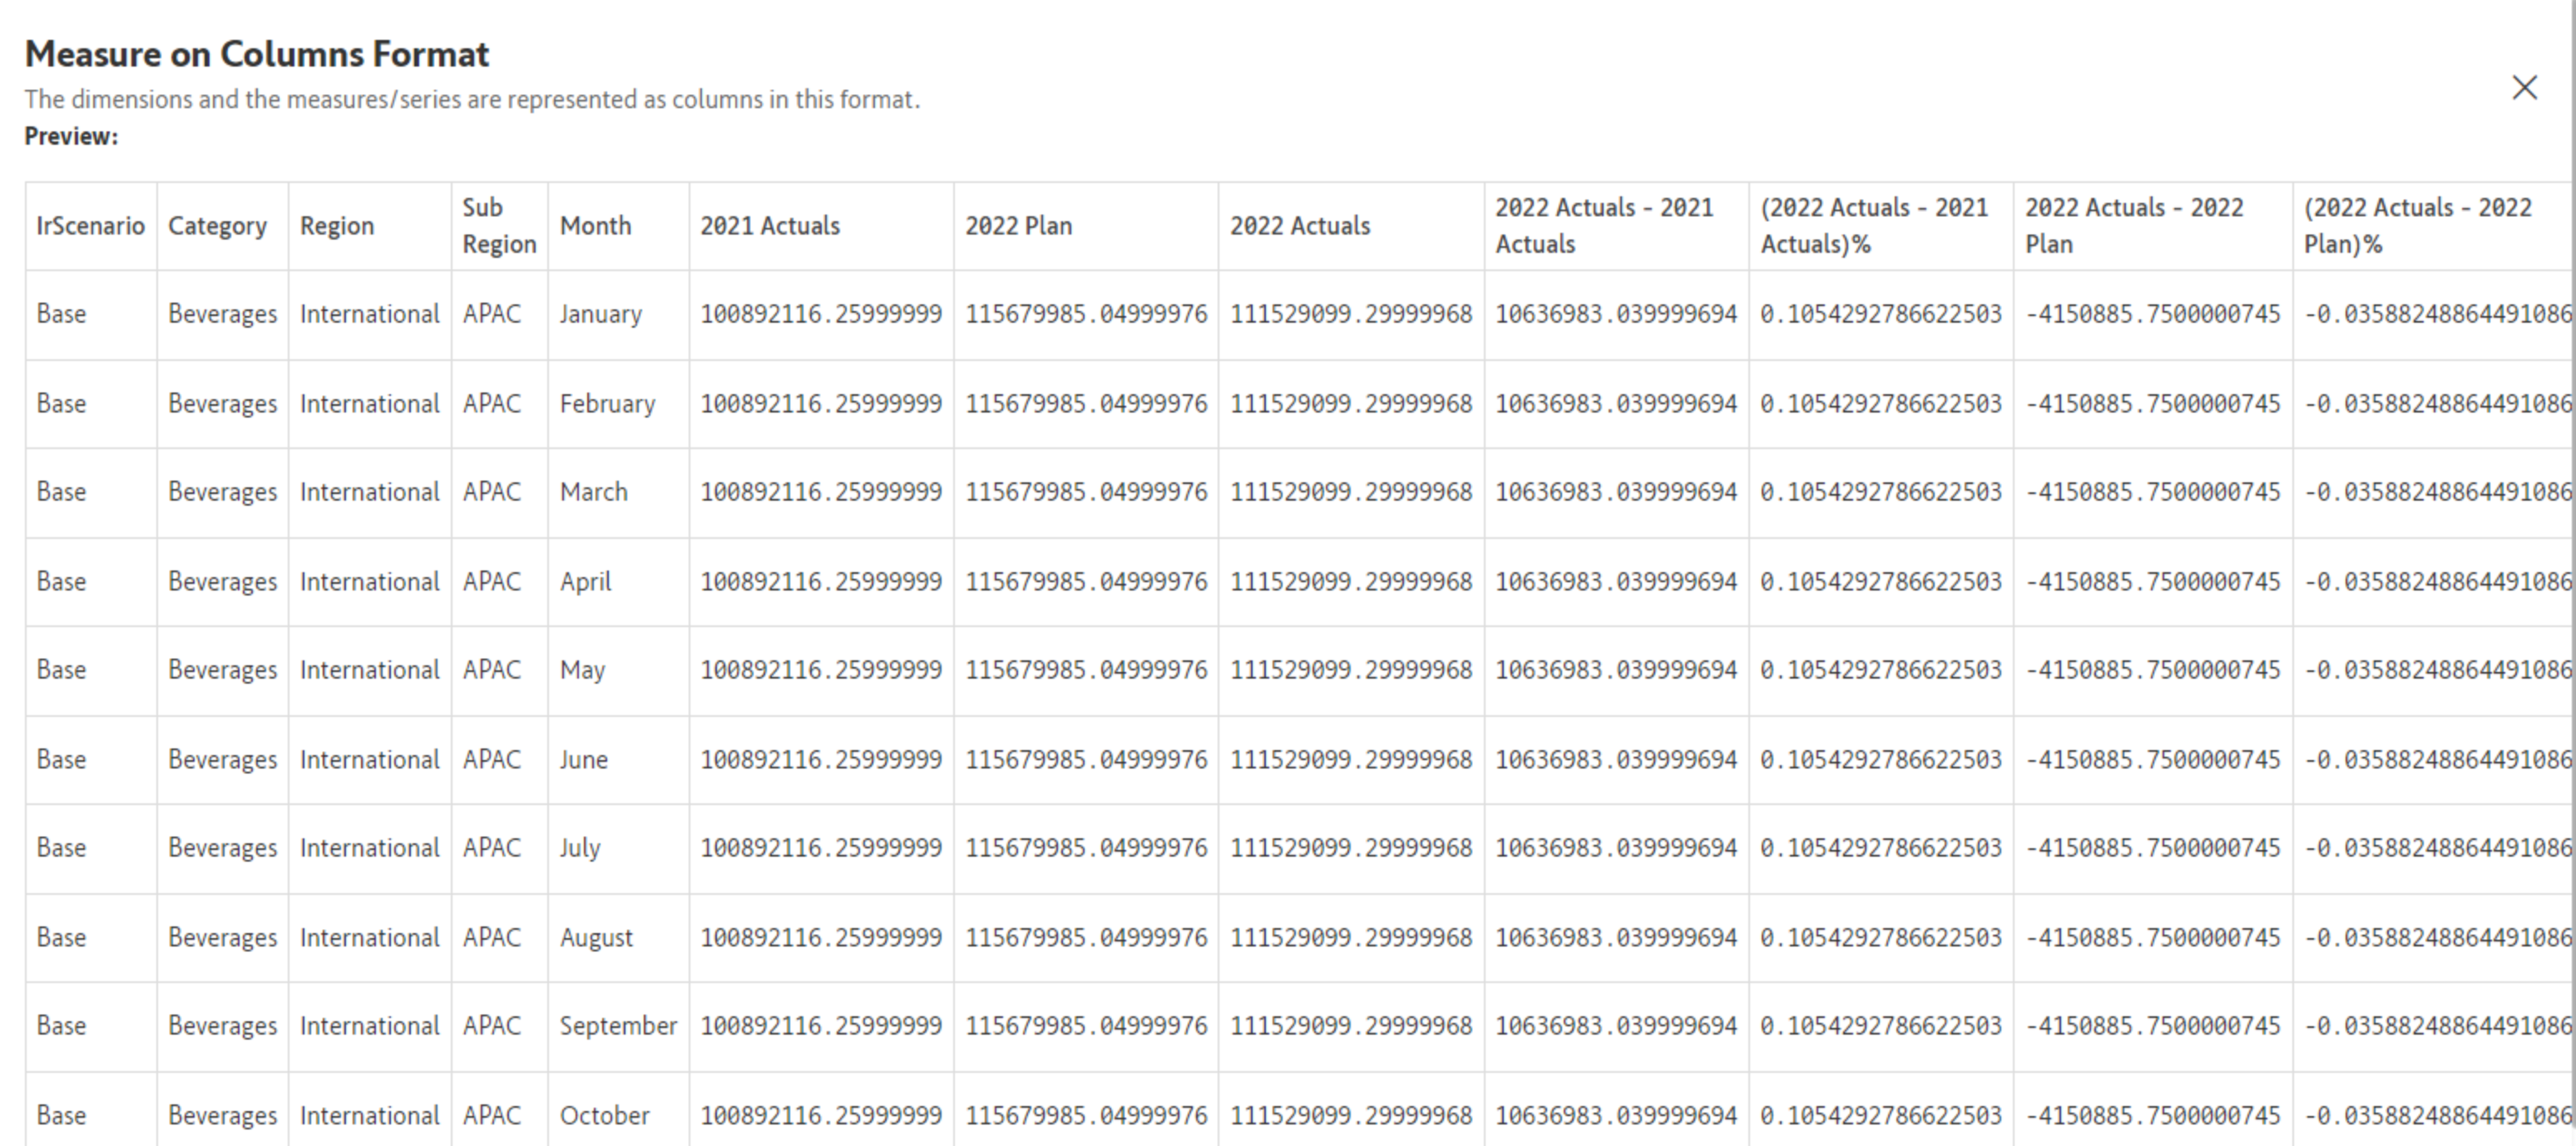 Measure on Columns Format
The dimensions and the measures/series are represented as columns in this format.
Preview:
IrScenario Category Region Sub Region Month 2021 Actuals 2022 Plan 2022 Actuals 2022 Actuals - 2021 Actuals (2022 Actuals - 2021 Actuals)% 2022 Actuals - 2022 Plan (2022 Actuals - 2022 Plan)%
Base Beverages International APAC January 100892116.25999999 115679985.04999976 111529099.29999968 10636983.039999694 0.1054292786622503 -4150885.7500000745 -0.03588248864491086
Base Beverages International APAC February 100892116.25999999 115679985.04999976 111529099.29999968 10636983.039999694 0.1054292786622503 -4150885.7500000745 -0.03588248864491086
Base Beverages International APAC March 100892116.25999999 115679985.04999976 111529099.29999968 10636983.039999694 0.1054292786622503 -4150885.7500000745 -0.03588248864491086
Base Beverages International APAC April 100892116.25999999 115679985.04999976 111529099.29999968 10636983.039999694 0.1054292786622503 -4150885.7500000745 -0.03588248864491086
Base Beverages International APAC May 100892116.25999999 115679985.04999976 111529099.29999968 10636983.039999694 0.1054292786622503 -4150885.7500000745 -0.03588248864491086
Base Beverages International APAC June 100892116.25999999 115679985.04999976 111529099.29999968 10636983.039999694 0.1054292786622503 -4150885.7500000745 -0.03588248864491086
Base Beverages International APAC July 100892116.25999999 115679985.04999976 111529099.29999968 10636983.039999694 0.1054292786622503 -4150885.7500000745 -0.03588248864491086
Base Beverages International APAC August 100892116.25999999 115679985.04999976 111529099.29999968 10636983.039999694 0.1054292786622503 -4150885.7500000745 -0.03588248864491086
Base Beverages International APAC September 100892116.25999999 115679985.04999976 111529099.29999968 10636983.039999694 0.1054292786622503 -4150885.7500000745 -0.03588248864491086
Base Beverages International APAC October 100892116.25999999 115679985.04999976 111529099.29999968 10636983.039999694 0.1054292786622503 -4150885.7500000745 -0.03588248864491086